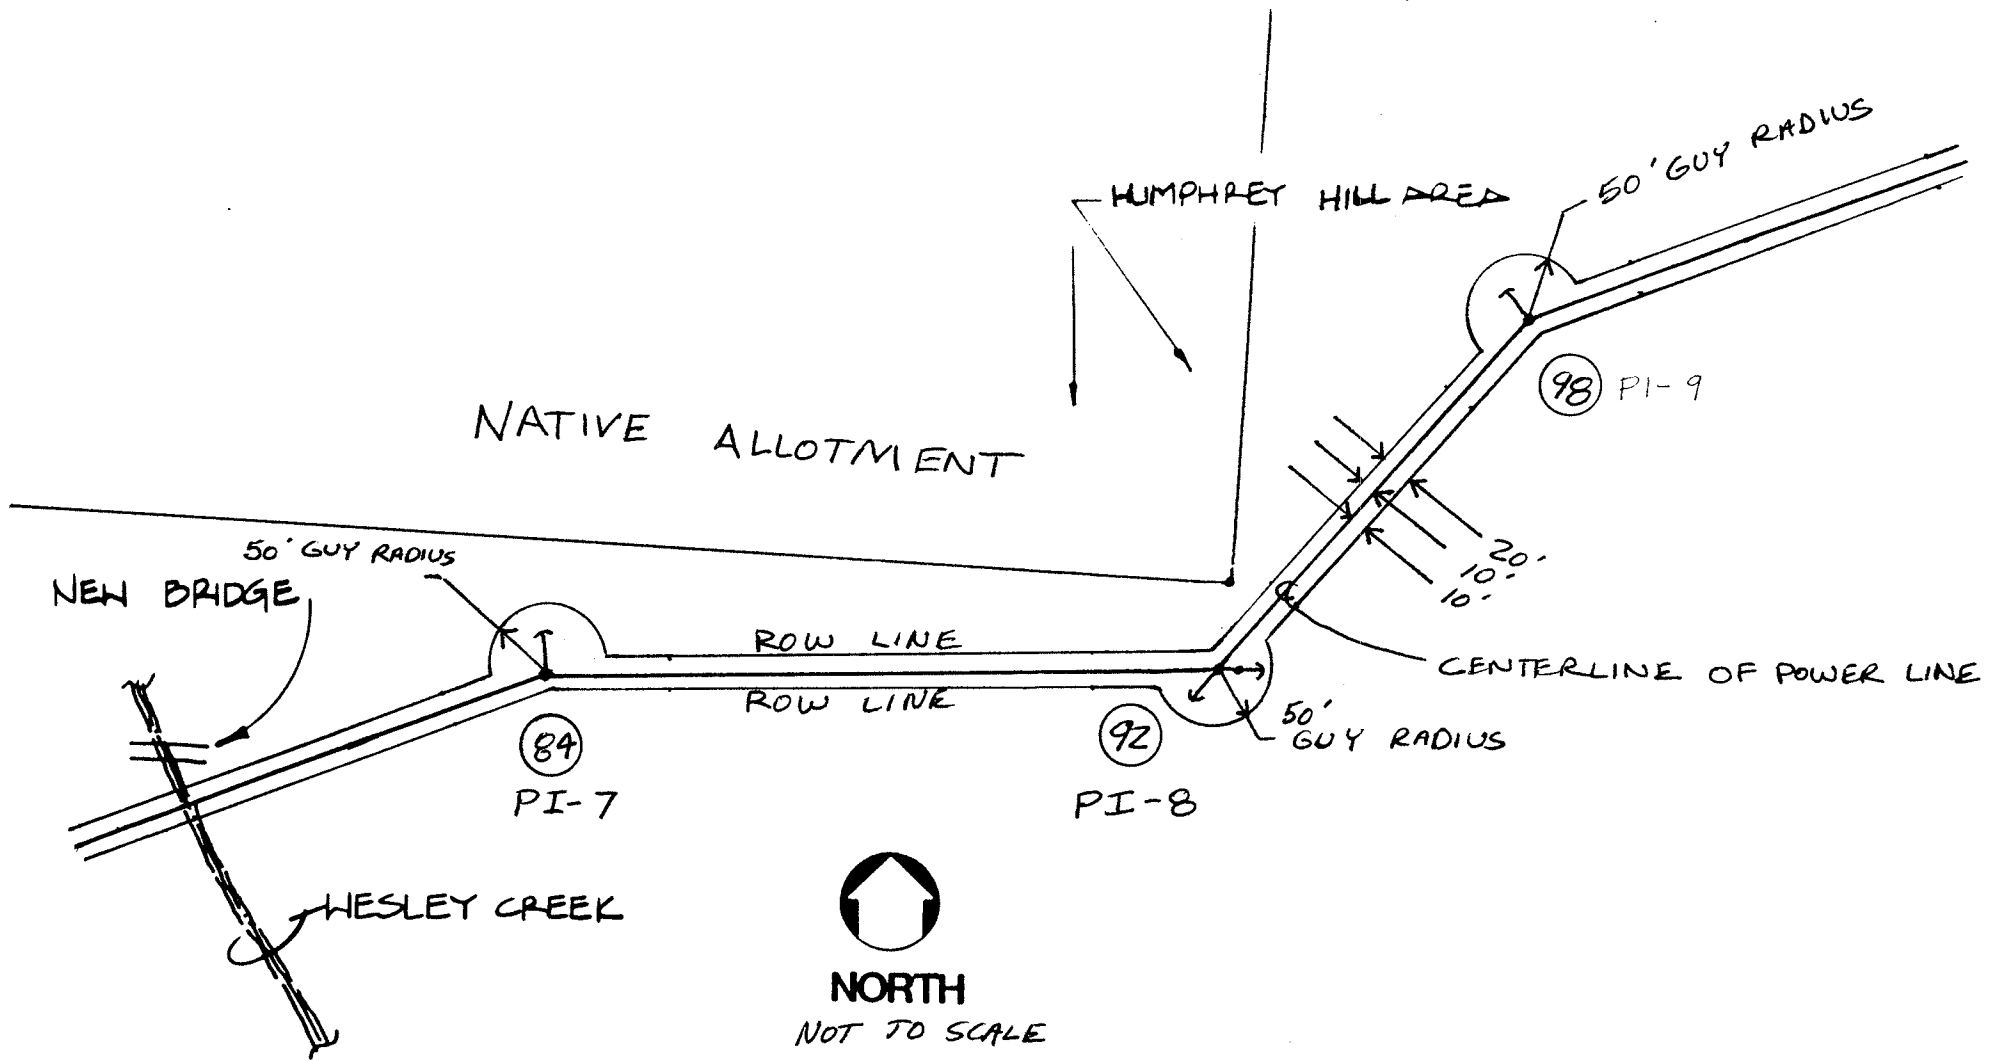 50' GUY RADIUS
HUMPHREY HILL AREA
98 PI-9
NATIVE ALLOTMENT
50' GUY RADIUS
NEW BRIDGE
20'
10'
10'
ROW LINE
ROW LINE
CENTERLINE OF POWER LINE
50'
GUY RADIUS
84
PI-7
92
PI-8
WESLEY CREEK
NORTH
NOT TO SCALE